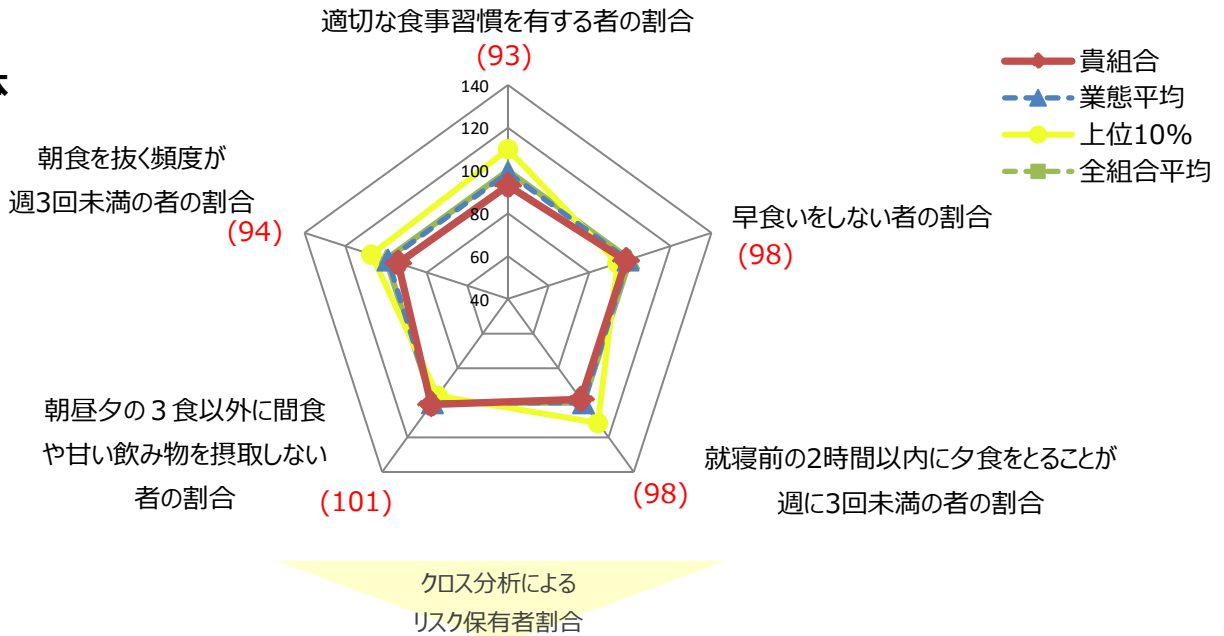 適切な食事習慣を有する者の割合
(93)
貴組合
業態平均
上位10%
全組合平均
140
120
100
80
60
40
朝食を抜く頻度が
週3回未満の者の割合
(94)
早食いをしない者の割合
(98)
朝昼夕の３食以外に間食
や甘い飲み物を摂取しない
者の割合
(101)
就寝前の2時間以内に夕食をとることが
週に3回未満の者の割合
(98)
クロス分析による
リスク保有者割合